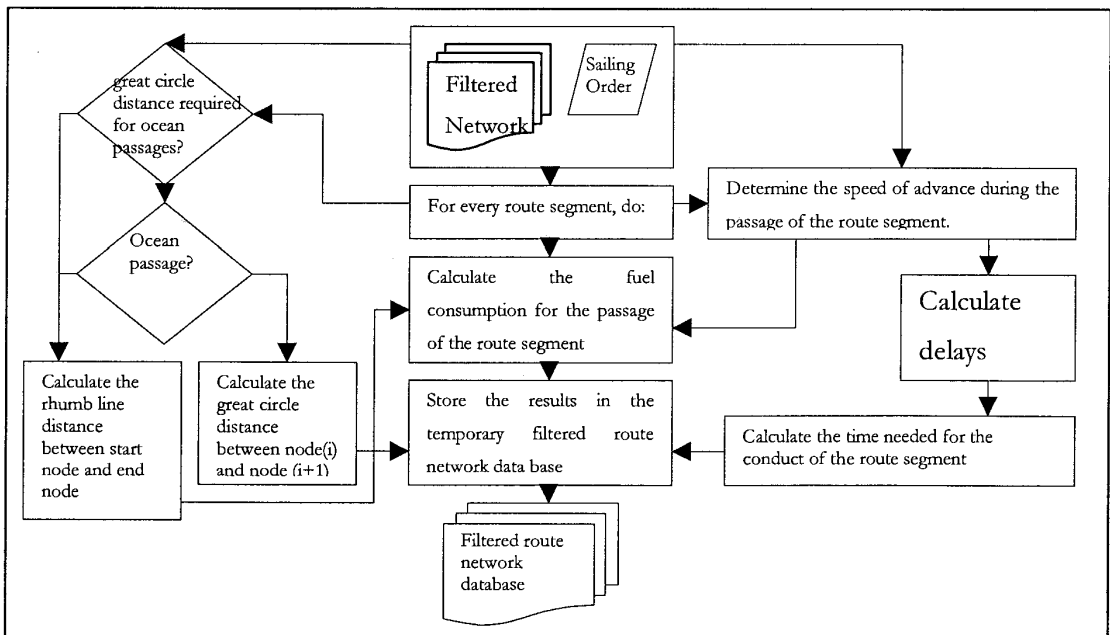 great circle
distance required
for ocean
passages?
Filtered
Network
Sailing
Order
For every route segment, do:
Determine the speed of advance during the
passage of the route segment.
Ocean
passage?
Calculate the fuel
consumption for the passage
of the route segment
Calculate
delays
Calculate the
rhumb line
distance
between start
node and end
node
Calculate the
great circle
distance
between node(i)
and node (i+1)
Store the results in the
temporary filtered route
network data base
Calculate the time needed for the
conduct of the route segment
Filtered route
network
database